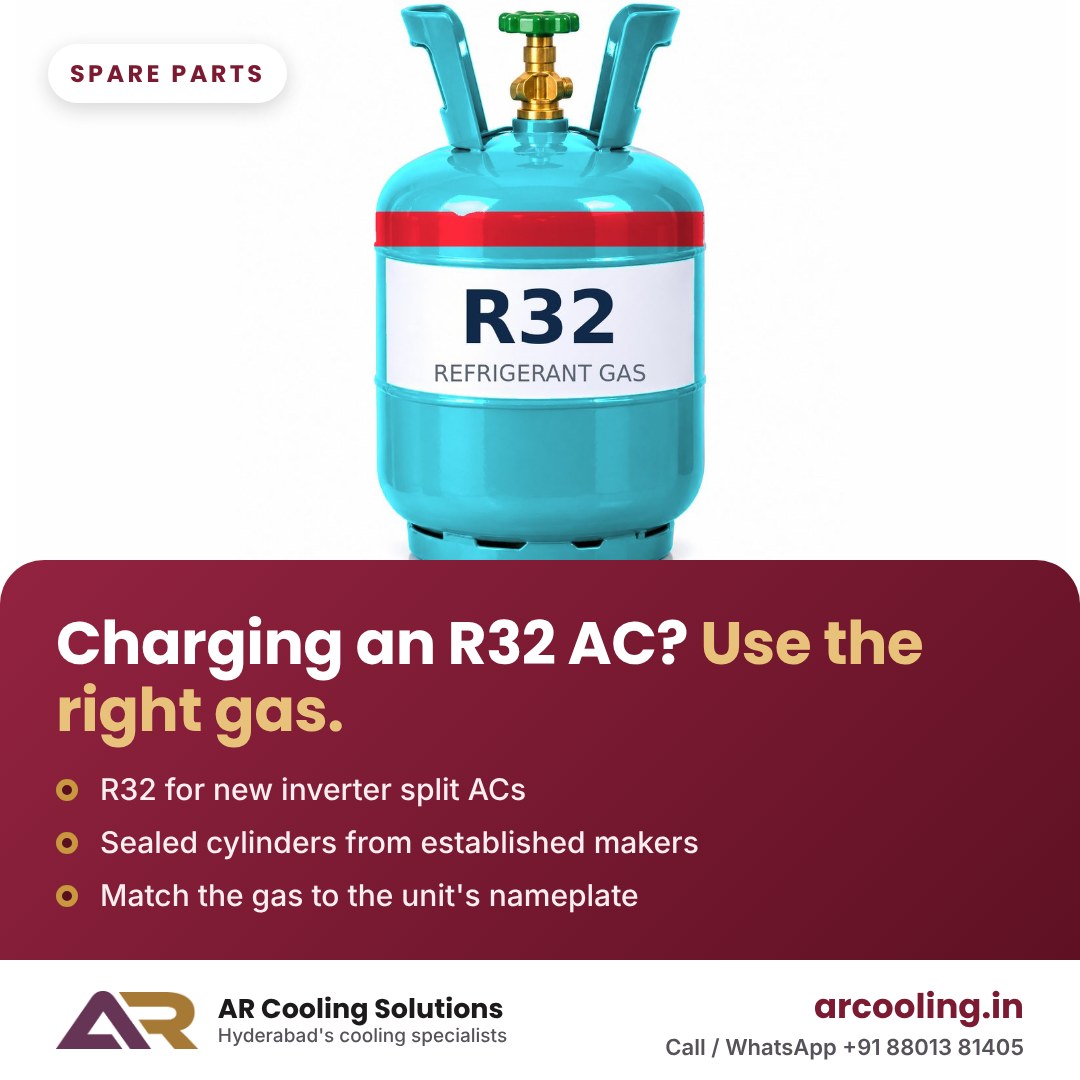 SPARE PARTS
R32
REFRIGERANT GAS
Charging an R32 AC? Use the
right gas.
R32 for new inverter split ACs
Sealed cylinders from established makers
Match the gas to the unit's nameplate
AR
AR Cooling Solutions
Hyderabad's cooling specialists
arcooling.in
Call / WhatsApp +91 88013 81405